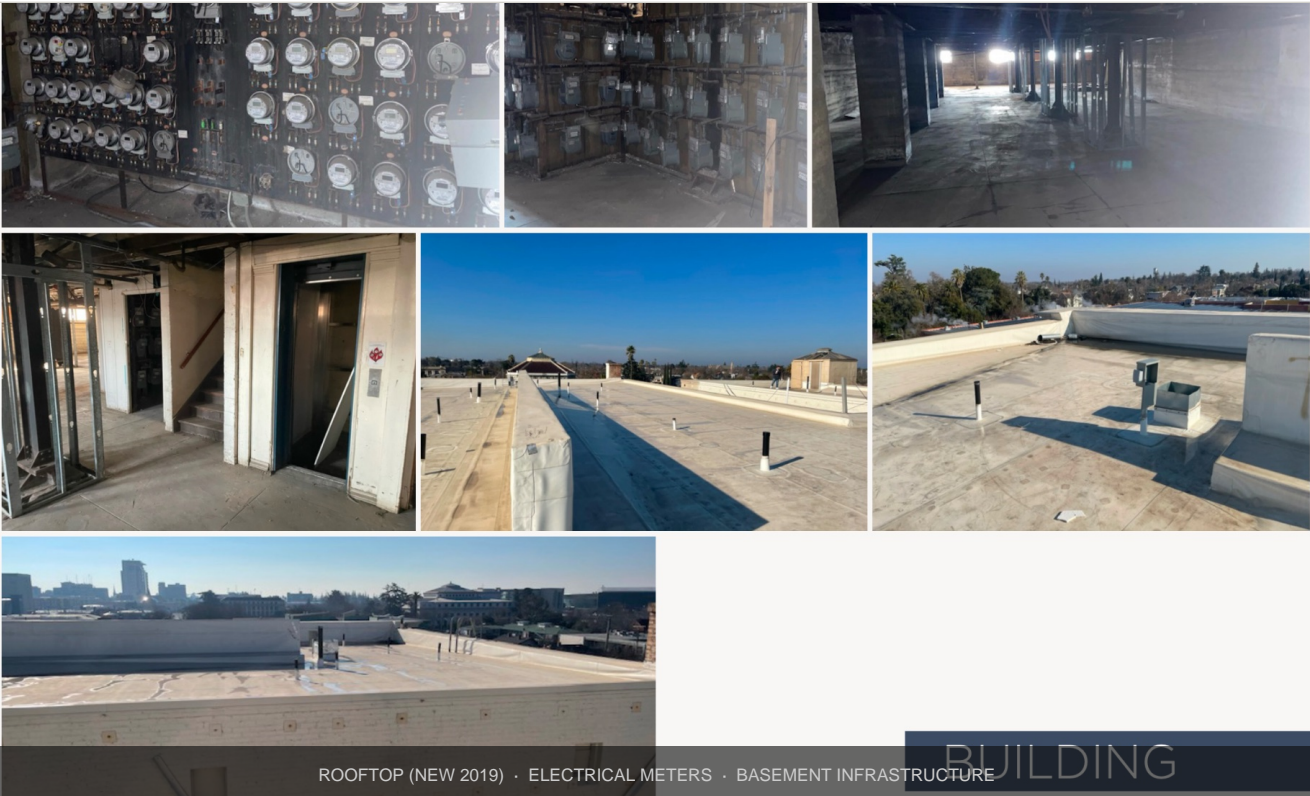 BUILDING
ROOFTOP (NEW 2019) · ELECTRICAL METERS · BASEMENT INFRASTRUCTURE